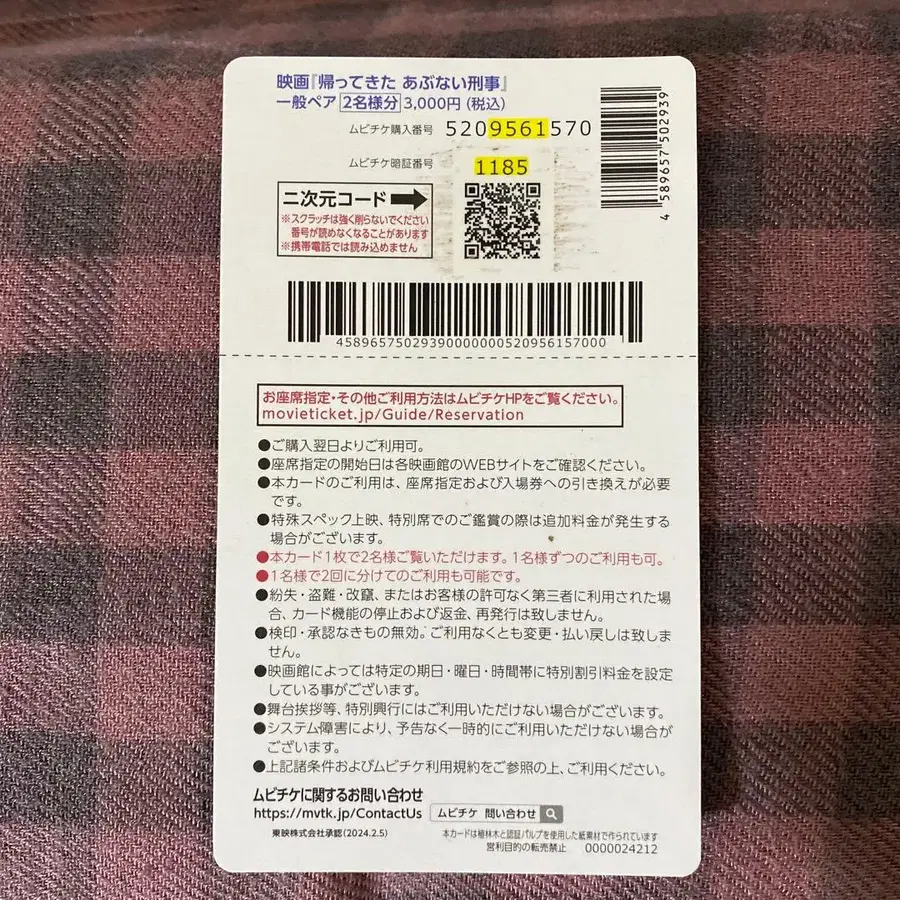 映画『帰ってきた あぶない刑事』
一般ペア 2名様分 3,000円(税込)
ムビチケ購入番号 5209561570
ムビチケ暗証番号 1185
4 589657 502939
二次元コード
※スクラッチは強く削らないでください
番号が読めなくなることがあります
※携帯電話では読み込めません
45896575029390000000520956157000
お座席指定・その他ご利用方法はムビチケHPをご覧ください。
movieticket.jp/Guide/Reservation
●ご購入翌日よりご利用可。
●座席指定の開始日は各映画館のWEBサイトをご確認ください。
●本カードのご利用は、座席指定および入場券への引き換えが必要
です。
●特殊スペック上映、特別席でのご鑑賞の際は追加料金が発生する
場合がございます。
●本カード1枚で2名様ご覧いただけます。1名様ずつのご利用も可。
●1名様で2回に分けてのご利用も可能です。
●紛失・盗難・改竄、またはお客様の許可なく第三者に利用された場
合、カード機能の停止および返金、再発行は致しません。
●検印・承認なきもの無効。ご利用なくとも変更・払い戻しは致しま
せん。
●映画館によっては特定の期日・曜日・時間帯に特別割引料金を設定
している事がございます。
●舞台挨拶等、特別興行にはご利用いただけない場合がございます。
●システム障害により、予告なく一時的にご利用いただけない場合が
ございます。
●上記諸条件およびムビチケ利用規約をご参照の上、ご利用ください。
ムビチケに関するお問い合わせ
https://mvtk.jp/ContactUs ムビチケ 問い合わせ
東映株式会社承認(2024.2.5)
本カードは植林木と認証パルプを使用した紙素材で作られています
営利目的の転売禁止 0000024212